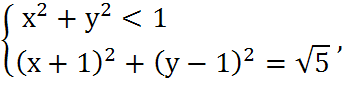 x² + y² < 1
(x + 1)² + (y − 1)² = √5 ,